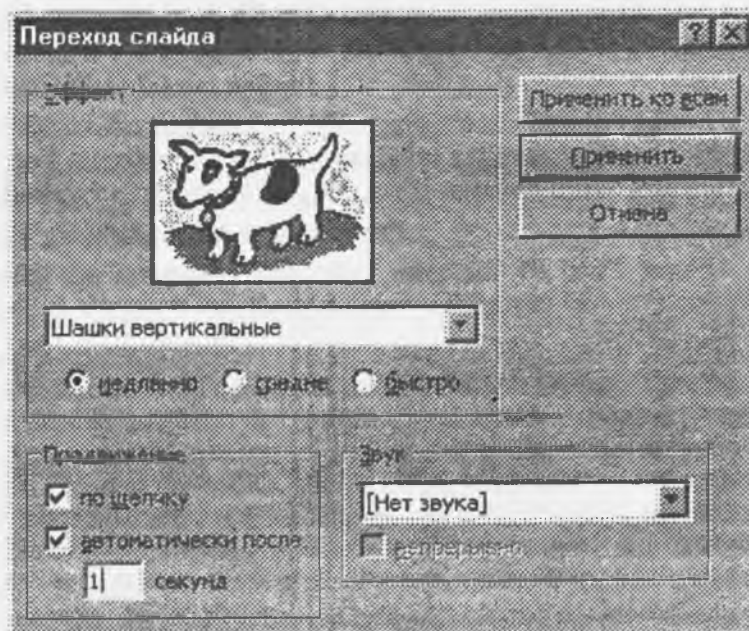 Переход слайда
Эффект
Применить ко всем
Применить
Отмена
Шашки вертикальные
медленно средне быстро
Продвижение
по щелчку
автоматически после
1 секунд
Звук
[Нет звука]
непрерывно